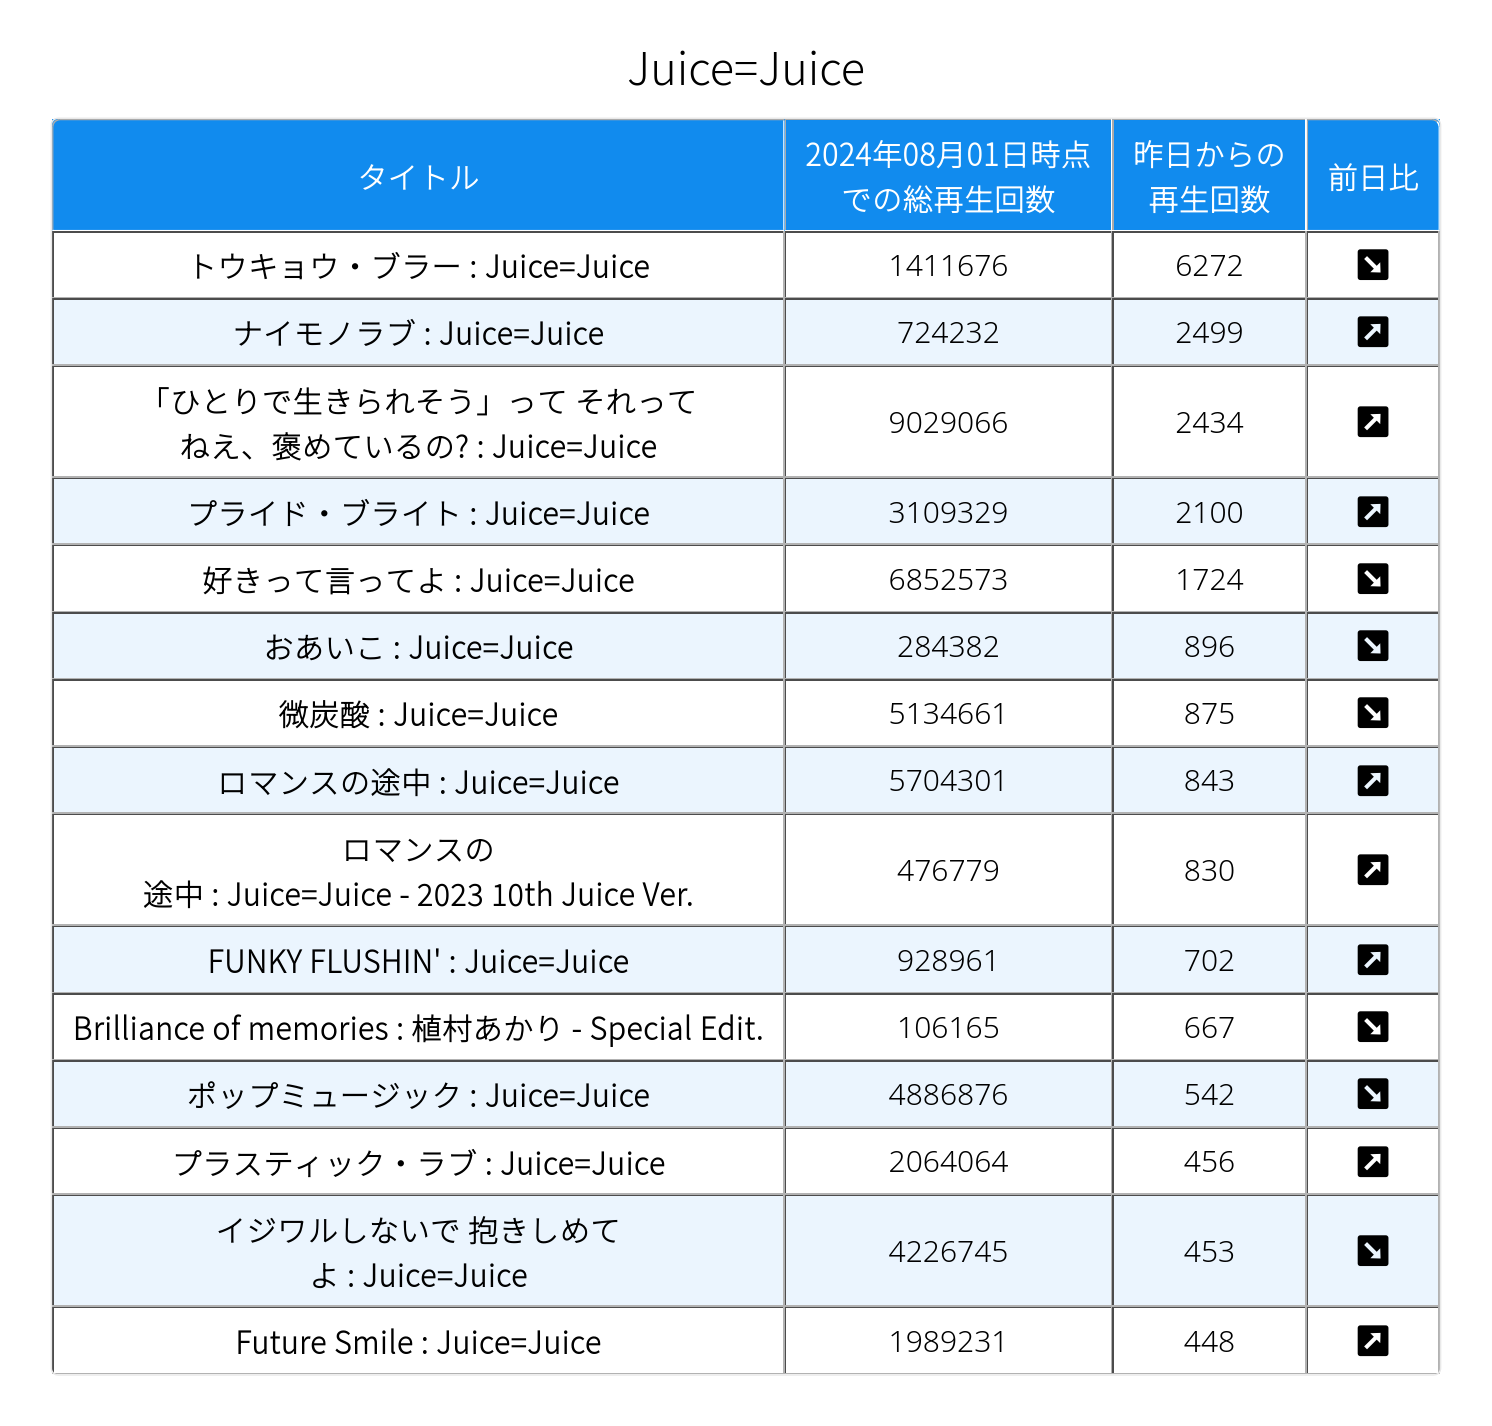 Juice=Juice
タイトル
2024年08月01日時点
での総再生回数
昨日からの
再生回数
前日比
トウキョウ・ブラー : Juice=Juice 1411676 6272
ナイモノラブ : Juice=Juice 724232 2499
「ひとりで生きられそう」って それって
ねえ、褒めているの? : Juice=Juice 9029066 2434
プライド・ブライト : Juice=Juice 3109329 2100
好きって言ってよ : Juice=Juice 6852573 1724
おあいこ : Juice=Juice 284382 896
微炭酸 : Juice=Juice 5134661 875
ロマンスの途中 : Juice=Juice 5704301 843
ロマンスの
途中 : Juice=Juice - 2023 10th Juice Ver. 476779 830
FUNKY FLUSHIN' : Juice=Juice 928961 702
Brilliance of memories : 植村あかり - Special Edit. 106165 667
ポップミュージック : Juice=Juice 4886876 542
プラスティック・ラブ : Juice=Juice 2064064 456
イジワルしないで 抱きしめて
よ : Juice=Juice 4226745 453
Future Smile : Juice=Juice 1989231 448